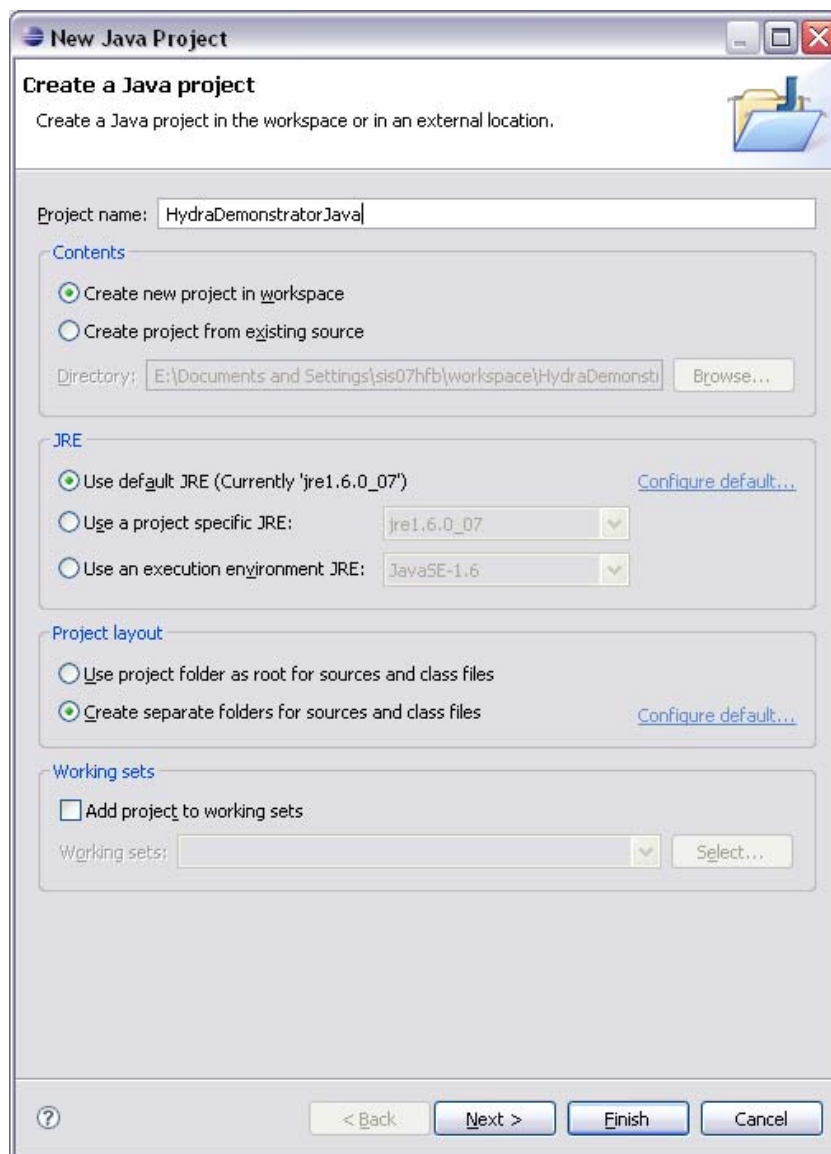 New Java Project
Create a Java project
Create a Java project in the workspace or in an external location.
Project name: HydraDemonstratorJava
Contents
Create new project in workspace
Create project from existing source
Directory: E:\Documents and Settings\sis07hfb\workspace\HydraDemonst Browse...
JRE
Use default JRE (Currently 'jre1.6.0_07') Configure default...
Use a project specific JRE: jre1.6.0_07
Use an execution environment JRE: JavaSE-1.6
Project layout
Use project folder as root for sources and class files
Create separate folders for sources and class files Configure default...
Working sets
Add project to working sets
Working sets: Select...
? < Back Next > Finish Cancel